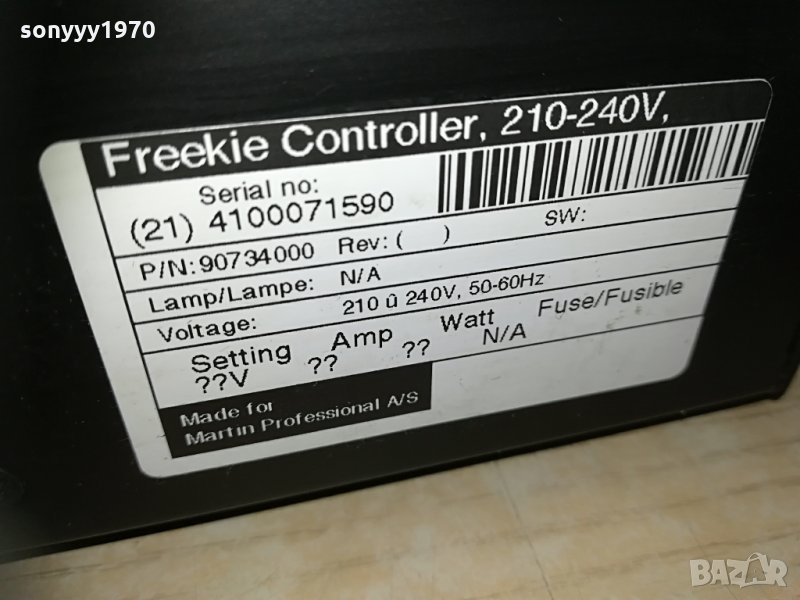 sonyyy1970
Freekie Controller, 210-240V,
Serial no:
(21) 4100071590
P/N:90734000 Rev: ( ) SW:
Lamp/Lampe: N/A
Voltage: 210 û 240V, 50-60Hz
Setting Amp Watt Fuse/Fusible
??V ?? ?? N/A
Made for
Martin Professional A/S
BAZAR